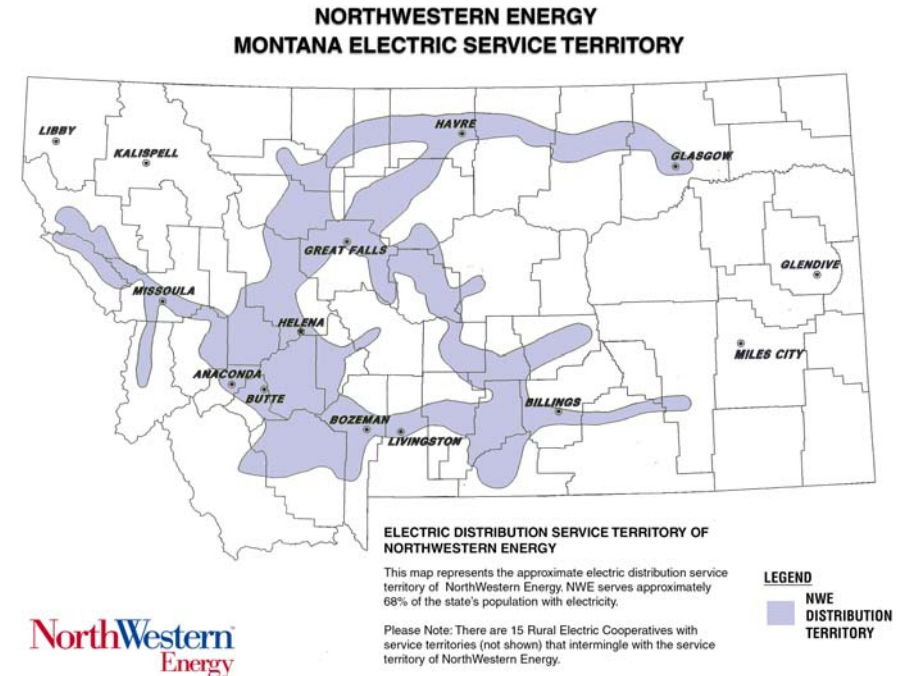 NORTHWESTERN ENERGY
MONTANA ELECTRIC SERVICE TERRITORY
LIBBY
KALISPELL
HAVRE
GLASGOW
GREAT FALLS
GLENDIVE
MISSOULA
HELENA
MILES CITY
ANACONDA
BUTTE
BILLINGS
BOZEMAN
LIVINGSTON
ELECTRIC DISTRIBUTION SERVICE TERRITORY OF
NORTHWESTERN ENERGY
This map represents the approximate electric distribution service
territory of NorthWestern Energy. NWE serves approximately
68% of the state's population with electricity.
Please Note: There are 15 Rural Electric Cooperatives with
service territories (not shown) that intermingle with the service
territory of NorthWestern Energy.
LEGEND
NWE
DISTRIBUTION
TERRITORY
NorthWestern
Energy